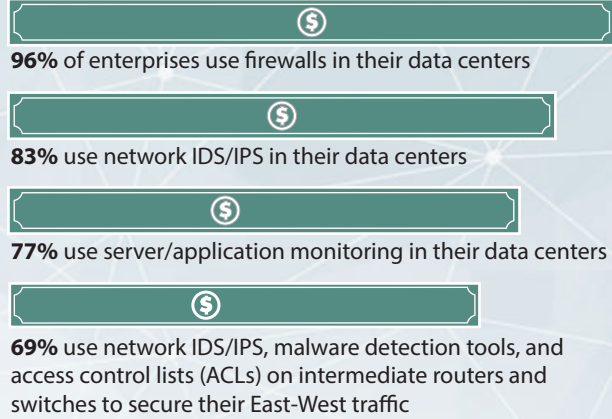 $
96% of enterprises use firewalls in their data centers
$
83% use network IDS/IPS in their data centers
$
77% use server/application monitoring in their data centers
$
69% use network IDS/IPS, malware detection tools, and
access control lists (ACLs) on intermediate routers and
switches to secure their East-West traffic